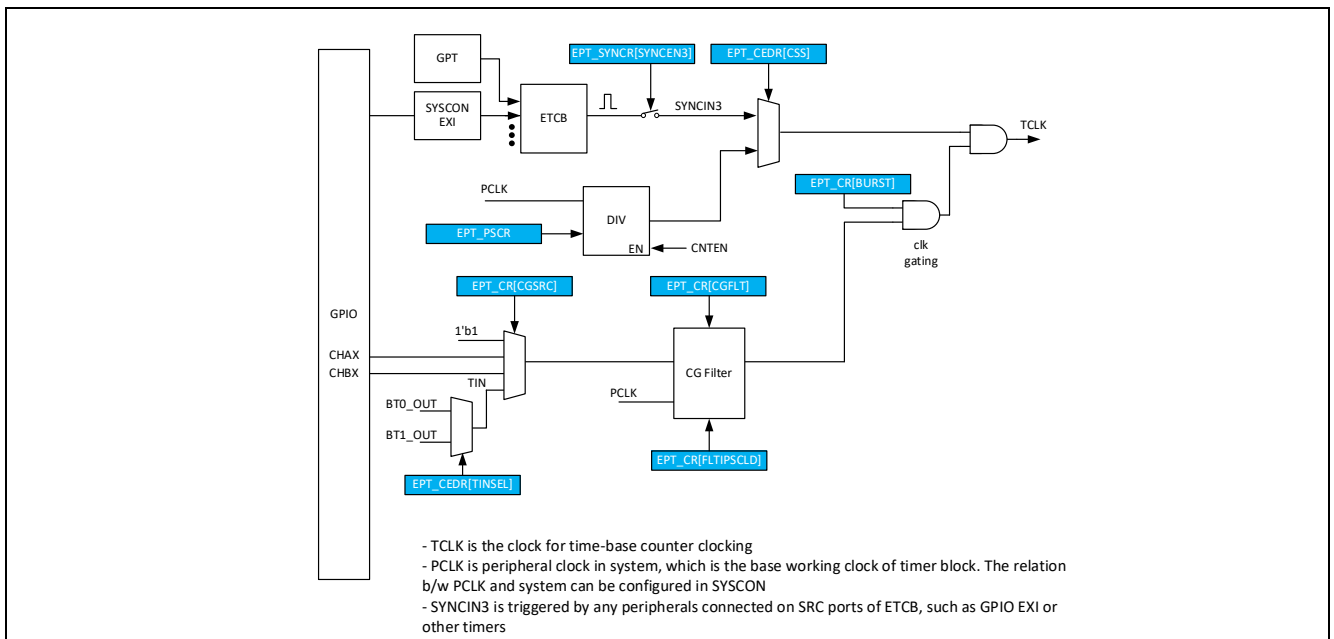 GPT
EPT_SYNCR[SYNCEN3]
EPT_CEDR[CSS]
SYSCON
EXI
ETCB
SYNCIN3
TCLK
EPT_CR[BURST]
PCLK
DIV
EPT_PSCR
EN
CNTEN
clk
gating
EPT_CR[CGSRC]
EPT_CR[CGFLT]
GPIO
1'b1
CHAX
CHBX
TIN
CG Filter
PCLK
BT0_OUT
BT1_OUT
EPT_CR[FLTIPSCLD]
EPT_CEDR[TINSEL]
- TCLK is the clock for time-base counter clocking
- PCLK is peripheral clock in system, which is the base working clock of timer block. The relation
b/w PCLK and system can be configured in SYSCON
- SYNCIN3 is triggered by any peripherals connected on SRC ports of ETCB, such as GPIO EXI or
other timers